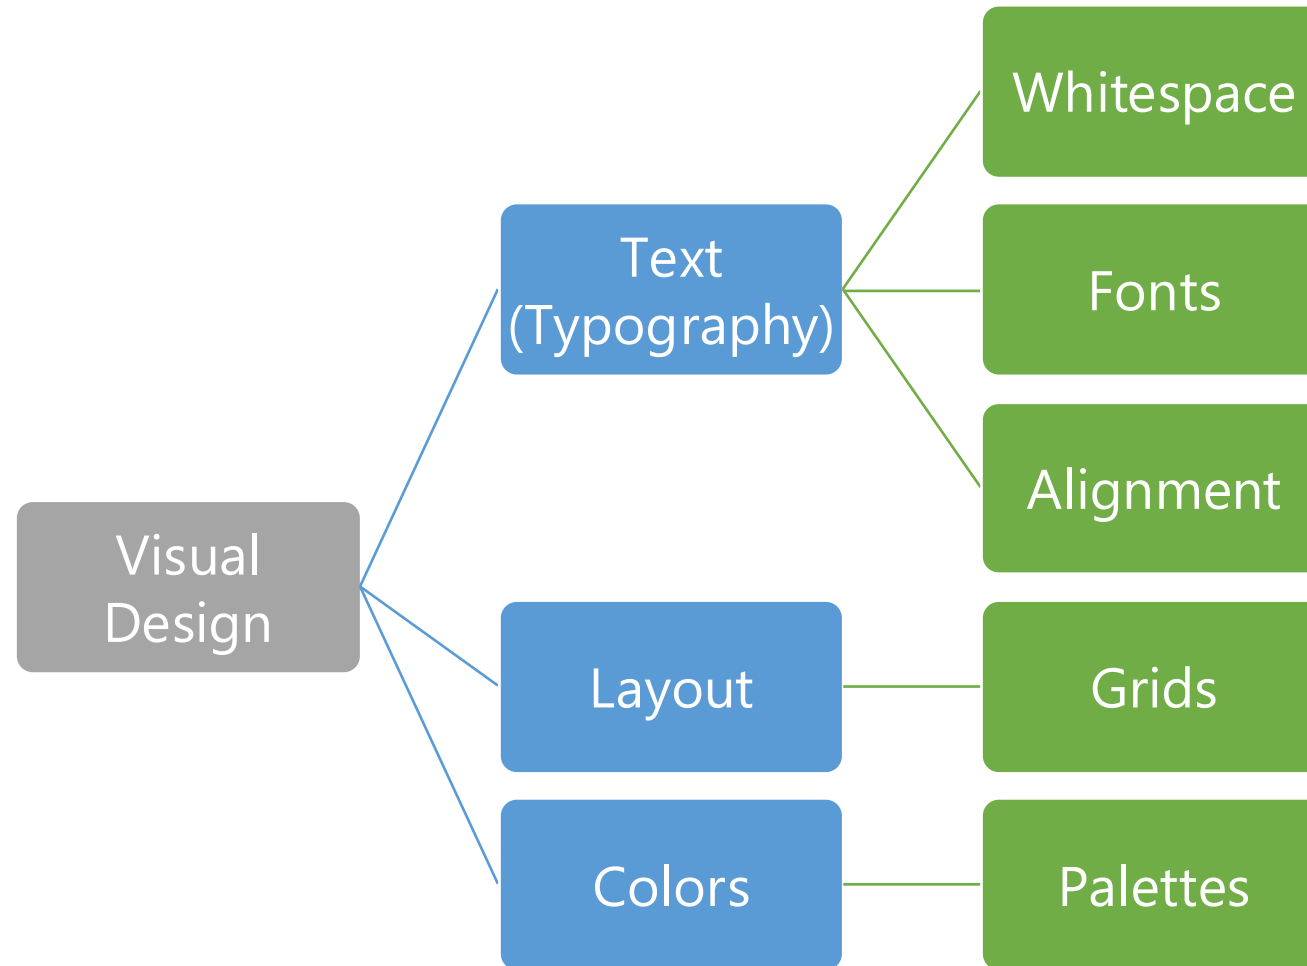 Whitespace
Text
(Typography)
Fonts
Alignment
Visual
Design
Layout
Grids
Colors
Palettes